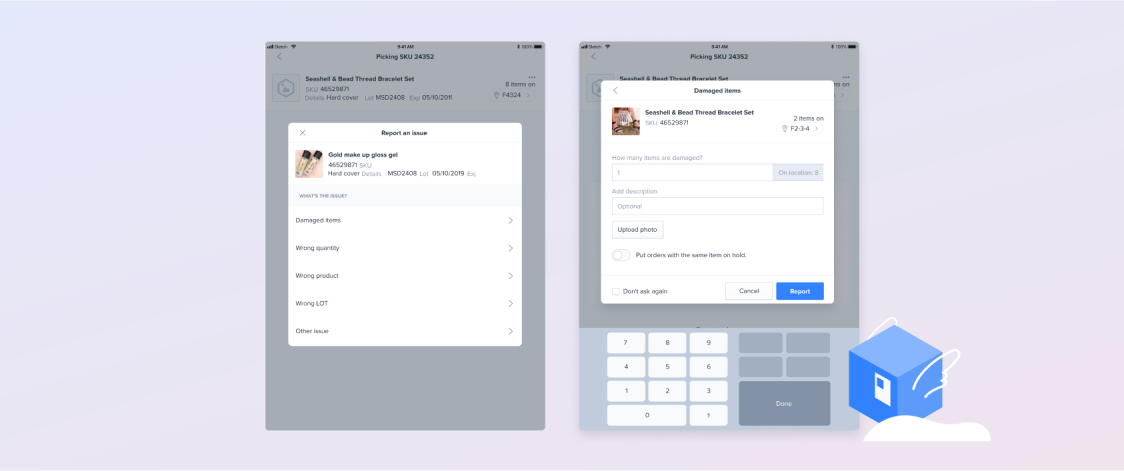 Sketch
9:41 AM
100%
Picking SKU 24352
Seashell & Bead Thread Bracelet Set
SKU 46529871
8 items on
Details Hard cover Lot MSD2408 Exp 05/10/2011
F4324
Report an issue
Gold make up gloss gel
46529871 SKU
Hard cover Details MSD2408 Lot 05/10/2019 Exp
WHAT'S THE ISSUE?
Damaged items
Wrong quantity
Wrong product
Wrong LOT
Other issue
Sketch
9:41 AM
100%
Picking SKU 24352
Seashell & Bead Thread Bracelet Set
ms on
Damaged items
Seashell & Bead Thread Bracelet Set
SKU 46529871
2 items on
F2-3-4
How many items are damaged?
1
On location: 8
Add description
Optional
Upload photo
Put orders with the same item on hold.
Don't ask again
Cancel
Report
7 8 9
4 5 6
1 2 3
0 1
Done